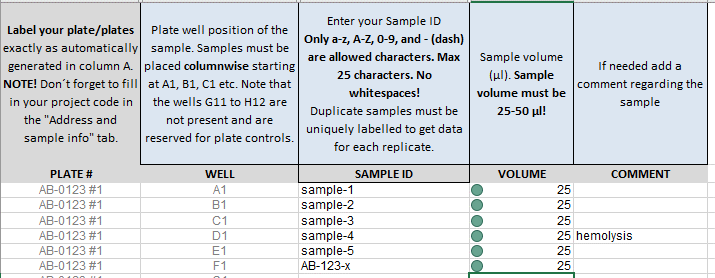 Label your plate/plates
exactly as automatically
generated in column A.
NOTE! Don´t forget to fill
in your project code in
the "Address and
sample info" tab.
Plate well position of the
sample. Samples must be
placed columnwise starting
at A1, B1, C1 etc. Note that
the wells G11 to H12 are
not present and are
reserved for plate controls.
Enter your Sample ID
Only a-z, A-Z, 0-9, and - (dash)
are allowed characters. Max
25 characters. No
whitespaces!
Duplicate samples must be
uniquely labelled to get data
for each replicate.
Sample volume
(µl). Sample
volume must be
25-50 µl!
If needed add a
comment regarding the
sample
PLATE # WELL SAMPLE ID VOLUME COMMENT
AB-0123 #1 A1 sample-1 25
AB-0123 #1 B1 sample-2 25
AB-0123 #1 C1 sample-3 25
AB-0123 #1 D1 sample-4 25 hemolysis
AB-0123 #1 E1 sample-5 25
AB-0123 #1 F1 AB-123-x 25